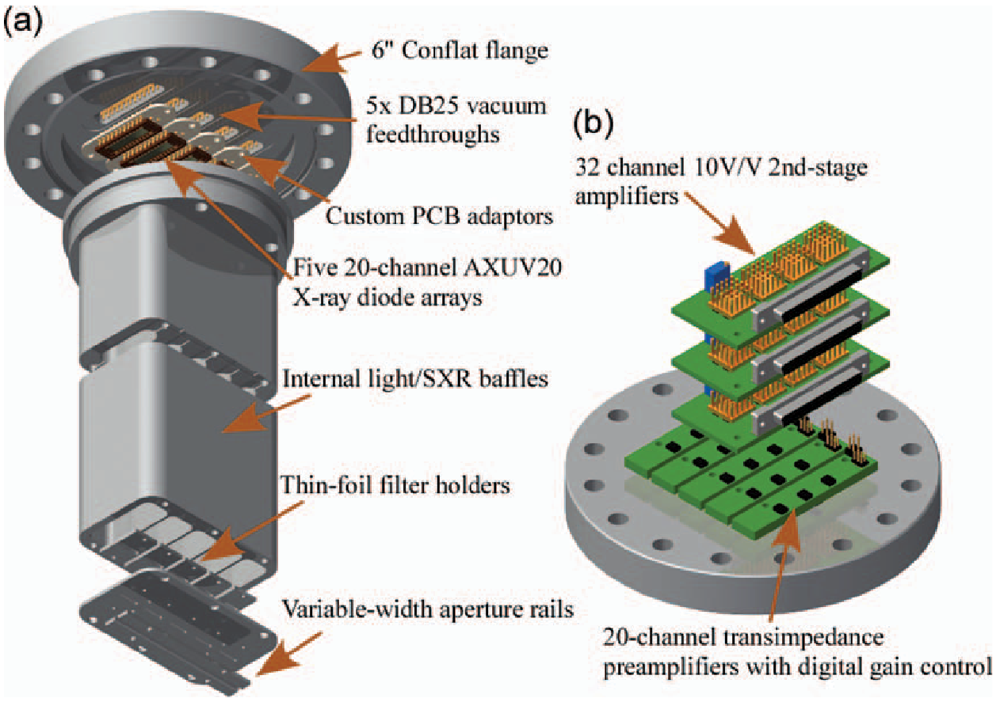 (a)
6" Conflat flange
5x DB25 vacuum
feedthroughs
Custom PCB adaptors
Five 20-channel AXUV20
X-ray diode arrays
Internal light/SXR baffles
Thin-foil filter holders
Variable-width aperture rails
(b)
32 channel 10V/V 2nd-stage
amplifiers
20-channel transimpedance
preamplifiers with digital gain control